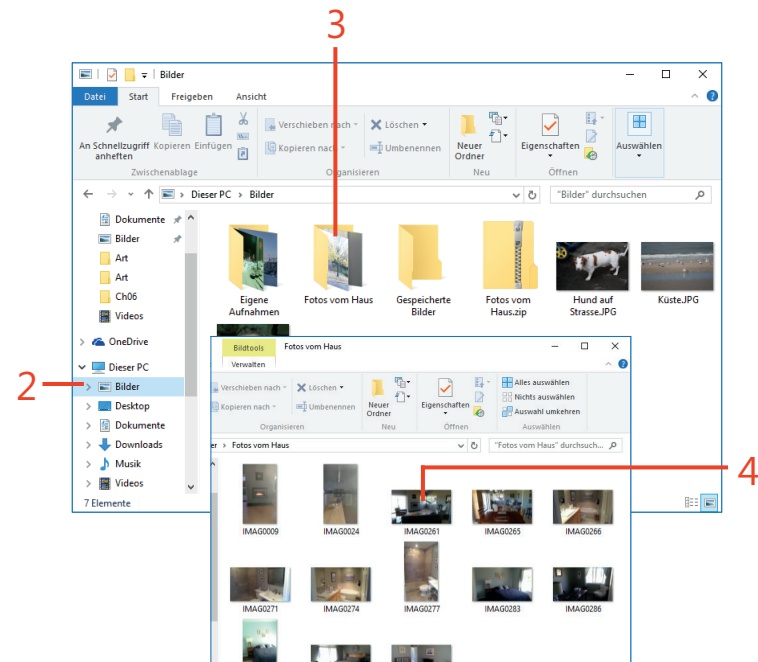 3
Bilder
Datei Start Freigeben Ansicht
An Schnellzugriff anheften
Kopieren
Einfügen
Verschieben nach
Kopieren nach
Löschen
Umbenennen
Neuer Ordner
Eigenschaften
Auswählen
Zwischenablage Organisieren Neu Öffnen
Dieser PC > Bilder
"Bilder" durchsuchen
Dokumente
Bilder
Art
Art
Ch06
Videos
OneDrive
Dieser PC
2
Bilder
Desktop
Dokumente
Downloads
Musik
Videos
7 Elemente
Eigene Aufnahmen
Fotos vom Haus
Gespeicherte Bilder
Fotos vom Haus.zip
Hund auf Strasse.JPG
Küste.JPG
Bildtools Fotos vom Haus
Verwalten
Verschieben nach
Kopieren nach
Löschen
Umbenennen
Neuer Ordner
Eigenschaften
Alles auswählen
Nichts auswählen
Auswahl umkehren
Organisieren Neu Öffnen Auswählen
er > Fotos vom Haus
"Fotos vom Haus" durchsuch...
4
IMAG0009 IMAG0024 IMAG0261 IMAG0265 IMAG0266
IMAG0271 IMAG0274 IMAG0277 IMAG0283 IMAG0286